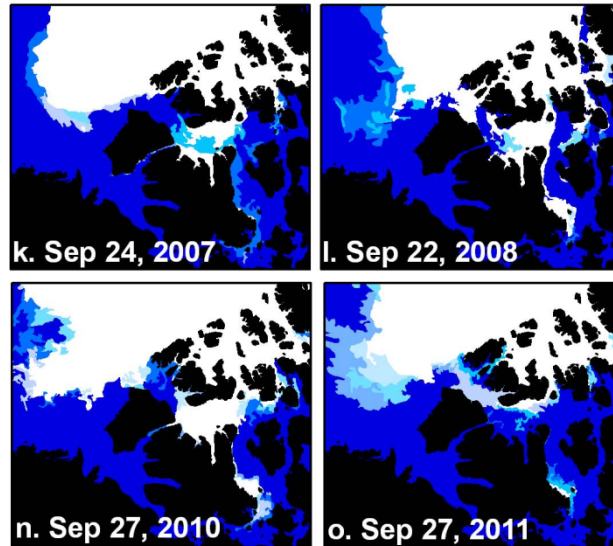 k. Sep 24, 2007
l. Sep 22, 2008
n. Sep 27, 2010
o. Sep 27, 2011